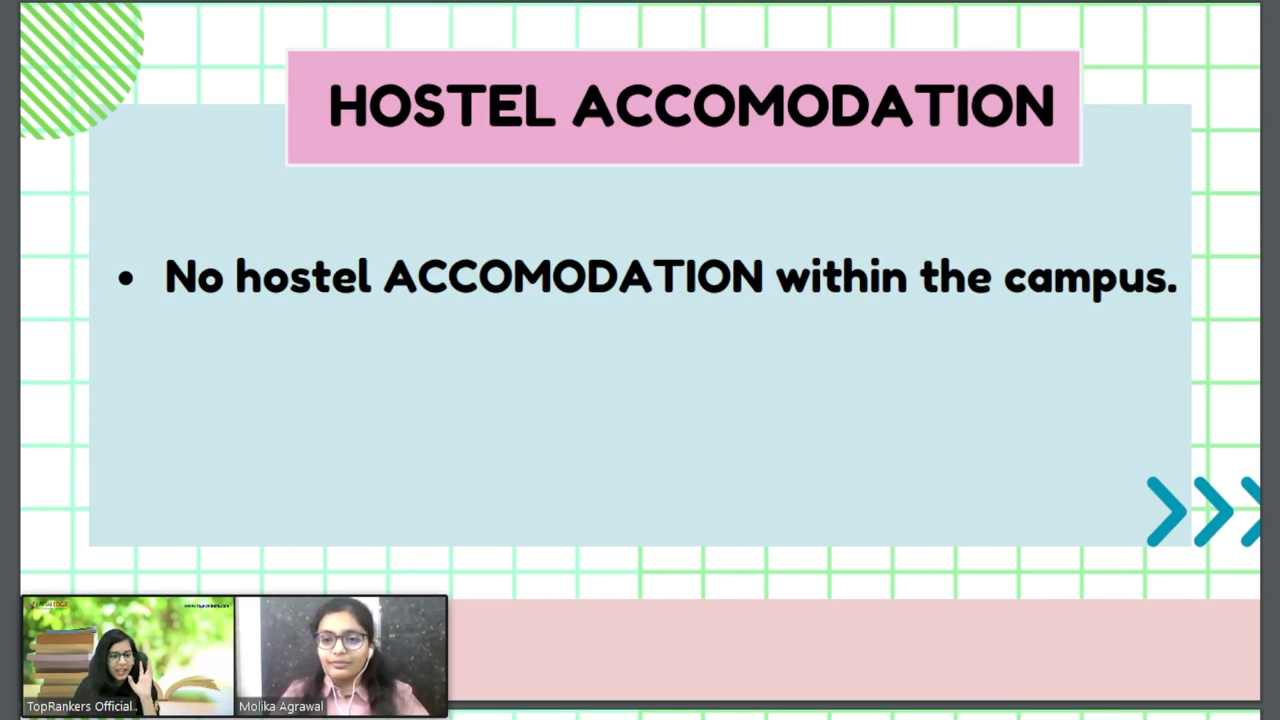 HOSTEL ACCOMODATION
• No hostel ACCOMODATION within the campus.
TopRankers Official.
Molika Agrawal